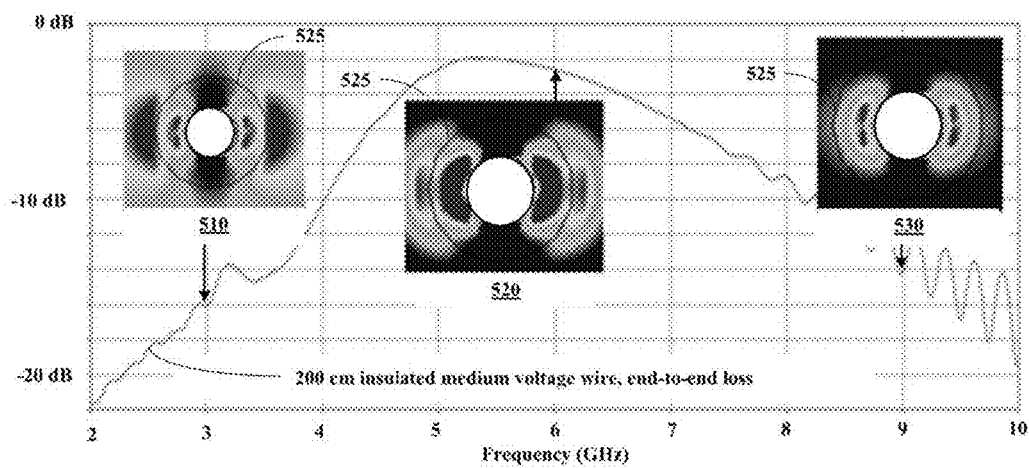 0 dB
525
525
525
-10 dB
510
520
530
-20 dB
200 cm insulated medium voltage wire, end-to-end loss
2 3 4 5 6 7 8 9 10
Frequency (GHz)